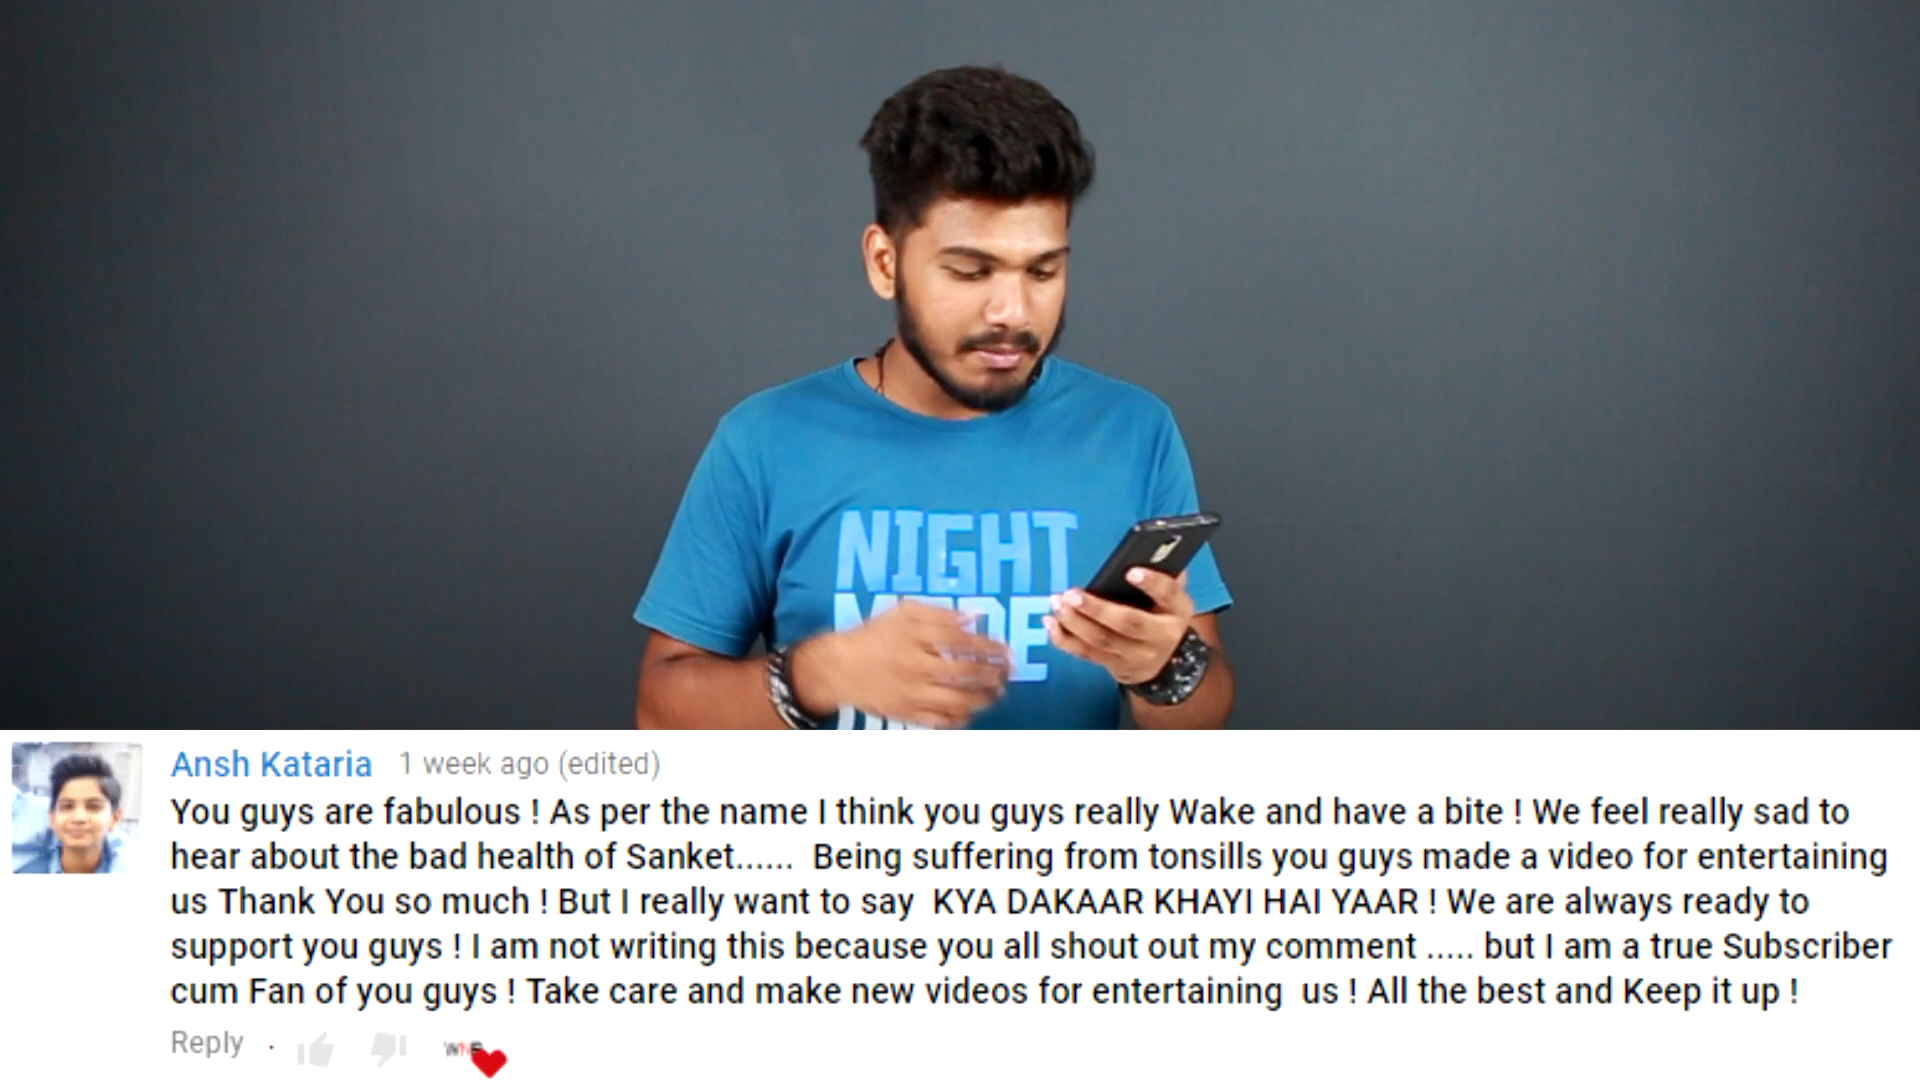 NIGHT
MODE
Ansh Kataria 1 week ago (edited)
You guys are fabulous ! As per the name I think you guys really Wake and have a bite ! We feel really sad to
hear about the bad health of Sanket...... Being suffering from tonsills you guys made a video for entertaining
us Thank You so much ! But I really want to say KYA DAKAAR KHAYI HAI YAAR ! We are always ready to
support you guys ! I am not writing this because you all shout out my comment ..... but I am a true Subscriber
cum Fan of you guys ! Take care and make new videos for entertaining us ! All the best and Keep it up !
Reply